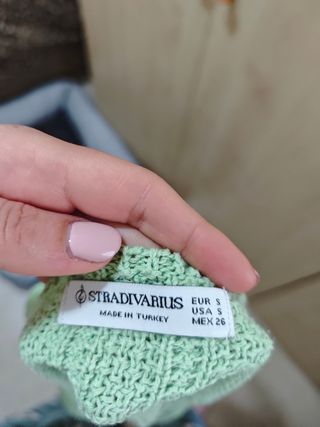 STRADIVARIUS
MADE IN TURKEY
EUR S
USA S
MEX 26